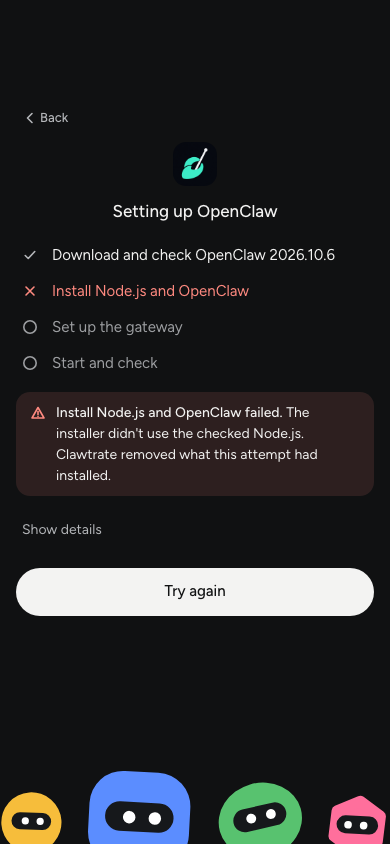 Back
Setting up OpenClaw
Download and check OpenClaw 2026.10.6
Install Node.js and OpenClaw
Set up the gateway
Start and check
Install Node.js and OpenClaw failed. The
installer didn't use the checked Node.js.
Clawtrate removed what this attempt had
installed.
Show details
Try again